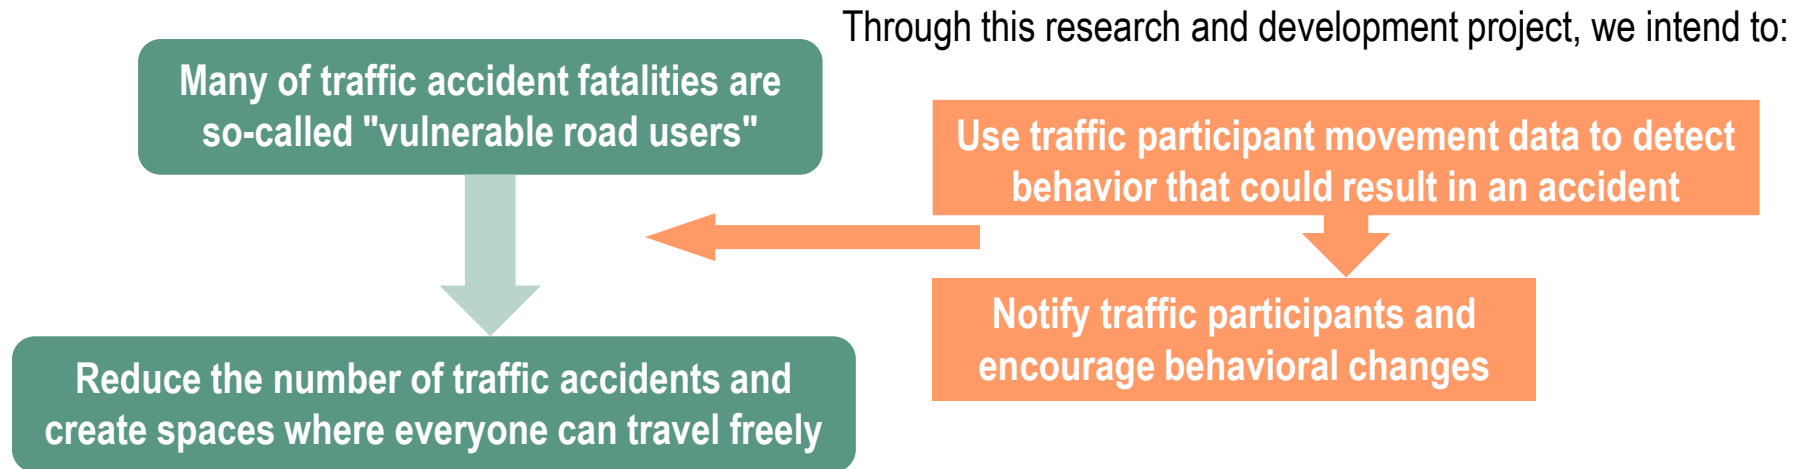 Through this research and development project, we intend to:
Many of traffic accident fatalities are
so-called "vulnerable road users"
Use traffic participant movement data to detect
behavior that could result in an accident
Notify traffic participants and
encourage behavioral changes
Reduce the number of traffic accidents and
create spaces where everyone can travel freely